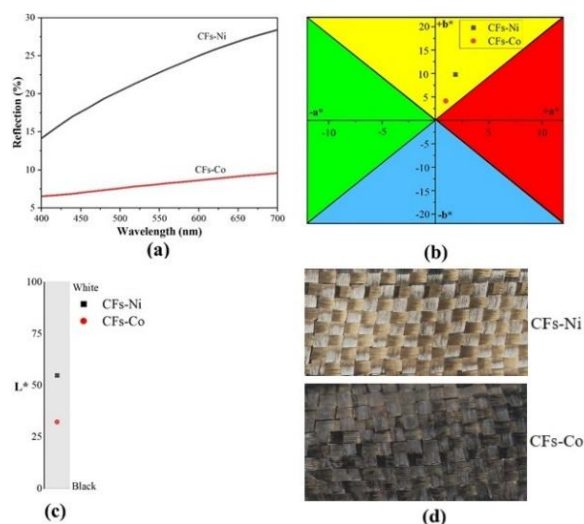 30
25
20
15
10
5
Reflection (%)
CFs-Ni
CFs-Co
400
450
500
550
600
650
700
Wavelength (nm)
(a)
+b*
20
15
10
5
-5
-10
-15
-20
-b*
-a*
+a*
-10
-5
0
5
10
CFs-Ni
CFs-Co
(b)
100
75
50
25
0
L*
White
CFs-Ni
CFs-Co
Black
(c)
CFs-Ni
CFs-Co
(d)